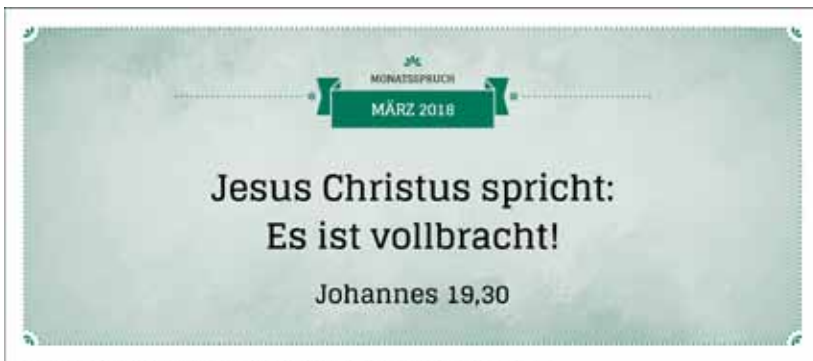 MONATSSPRUCH
MÄRZ 2018
Jesus Christus spricht:
Es ist vollbracht!
Johannes 19,30